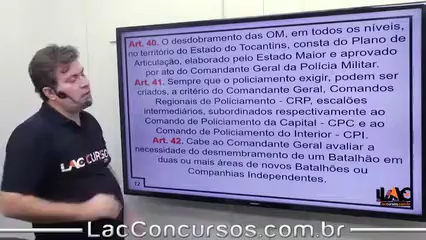 Art. 40. O desdobramento das OM, em todos os níveis,
no território do Estado do Tocantins, consta do Plano de
Articulação, elaborado pelo Estado Maior e aprovado
por ato do Comandante Geral da Polícia Militar.
Art. 41. Sempre que o policiamento exigir, podem ser
criados, a critério do Comandante Geral, Comandos
Regionais de Policiamento - CRP, escalões
intermediários, subordinados respectivamente ao
Comando de Policiamento da Capital - CPC e ao
Comando de Policiamento do Interior - CPI.
Art. 42. Cabe ao Comandante Geral avaliar a
necessidade do desmembramento de um Batalhão em
duas ou mais áreas de novos Batalhões ou
Companhias Independentes.
72
LAC CURSOS
LAC
LacConcursos.com.br